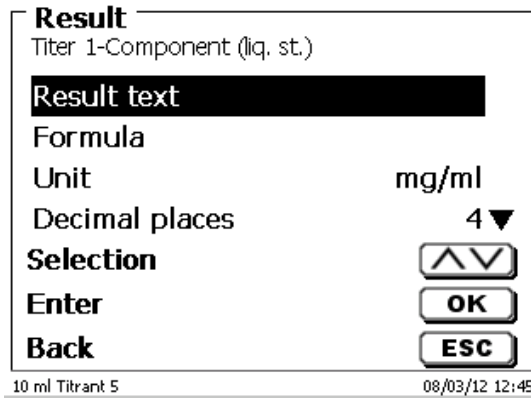 Result
Titer 1-Component (liq. st.)
Result text
Formula
Unit mg/ml
Decimal places 4
Selection
Enter OK
Back ESC
10 ml Titrant 5 08/03/12 12:45